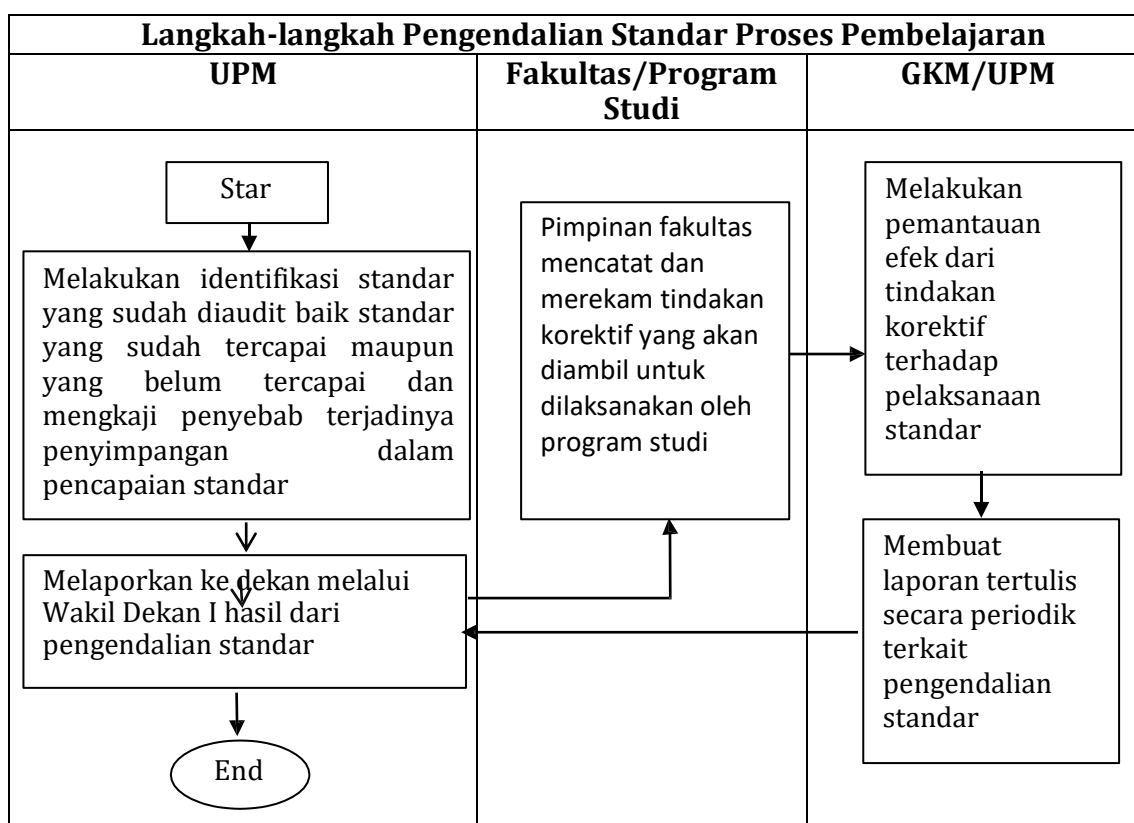 Langkah-langkah Pengendalian Standar Proses Pembelajaran
UPM
Fakultas/Program
Studi
GKM/UPM
Star
Melakukan identifikasi standar
yang sudah diaudit baik standar
yang sudah tercapai maupun
yang belum tercapai dan
mengkaji penyebab terjadinya
penyimpangan dalam
pencapaian standar
Melaporkan ke dekan melalui
Wakil Dekan I hasil dari
pengendalian standar
End
Pimpinan fakultas
mencatat dan
merekam tindakan
korektif yang akan
diambil untuk
dilaksanakan oleh
program studi
Melakukan
pemantauan
efek dari
tindakan
korektif
terhadap
pelaksanaan
standar
Membuat
laporan tertulis
secara periodik
terkait
pengendalian
standar